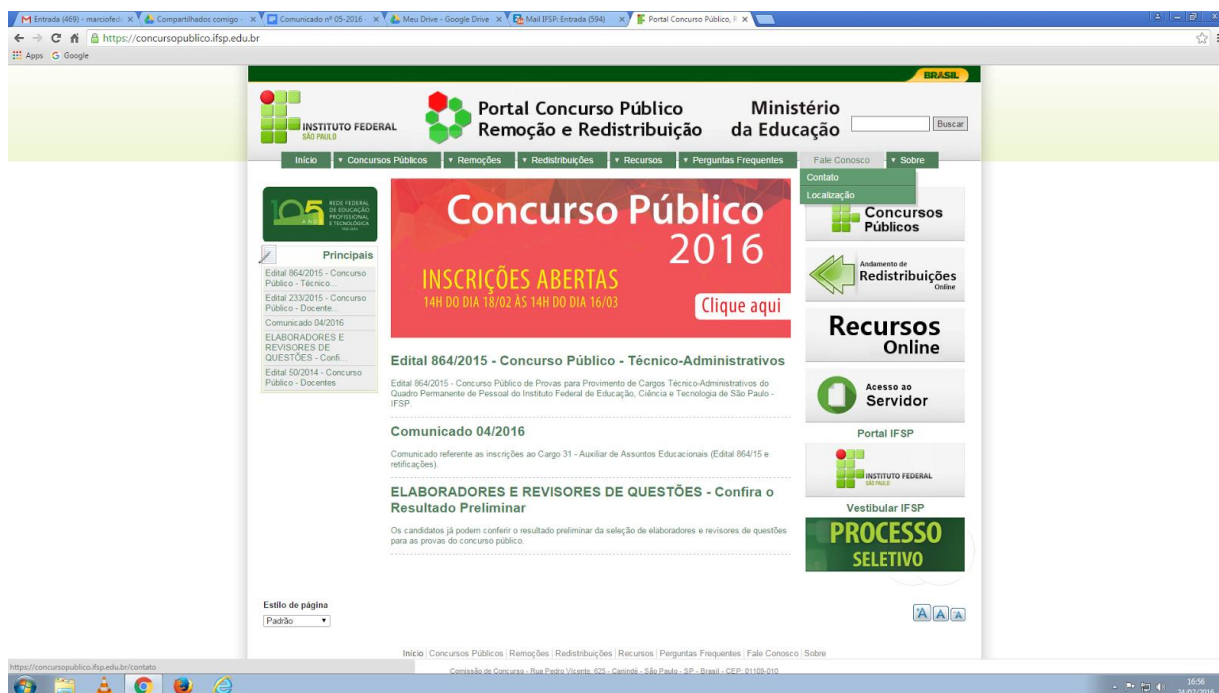 Entrada (469) - marciofed
Compartilhados comigo -
Comunicado nº 05-2016 -
Meu Drive - Google Drive
Mail IFSP: Entrada (594)
Portal Concurso Público, R
https://concursopublico.ifsp.edu.br
Apps
Google
BRASIL
INSTITUTO FEDERAL
SÃO PAULO
Portal Concurso Público
Remoção e Redistribuição
Ministério
da Educação
Buscar
Início
Concursos Públicos
Remoções
Redistribuições
Recursos
Perguntas Frequentes
Fale Conosco
Sobre
Contato
Localização
105
ANOS
REDE FEDERAL
DE EDUCAÇÃO
PROFISSIONAL
E TECNOLÓGICA
Principais
Edital 864/2015 - Concurso
Público - Técnico...
Edital 233/2015 - Concurso
Público - Docente...
Comunicado 04/2016
ELABORADORES E
REVISORES DE
QUESTÕES - Confi...
Edital 50/2014 - Concurso
Público - Docentes
Concurso Público
2016
INSCRIÇÕES ABERTAS
14H DO DIA 18/02 ÀS 14H DO DIA 16/03
Clique aqui
Edital 864/2015 - Concurso Público - Técnico-Administrativos
Edital 864/2015 - Concurso Público de Provas para Provimento de Cargos Técnico-Administrativos do
Quadro Permanente de Pessoal do Instituto Federal de Educação, Ciência e Tecnologia de São Paulo -
IFSP.
Comunicado 04/2016
Comunicado referente as inscrições ao Cargo 31 - Auxiliar de Assuntos Educacionais (Edital 864/15 e
retificações).
ELABORADORES E REVISORES DE QUESTÕES - Confira o
Resultado Preliminar
Os candidatos já podem conferir o resultado preliminar da seleção de elaboradores e revisores de questões
para as provas do concurso público.
Concursos
Públicos
Andamento de
Redistribuições
Online
Recursos
Online
Acesso ao
Servidor
Portal IFSP
INSTITUTO FEDERAL
SÃO PAULO
Vestibular IFSP
PROCESSO
SELETIVO
Estilo de página
Padrão
A A A
Início | Concursos Públicos | Remoções | Redistribuições | Recursos | Perguntas Frequentes | Fale Conosco | Sobre
Comissão de Concurso - Rua Pedro Vicente, 625 - Canindé - São Paulo - SP - Brasil - CEP: 01109-010
https://concursopublico.ifsp.edu.br/contato
16:56
24/02/2016